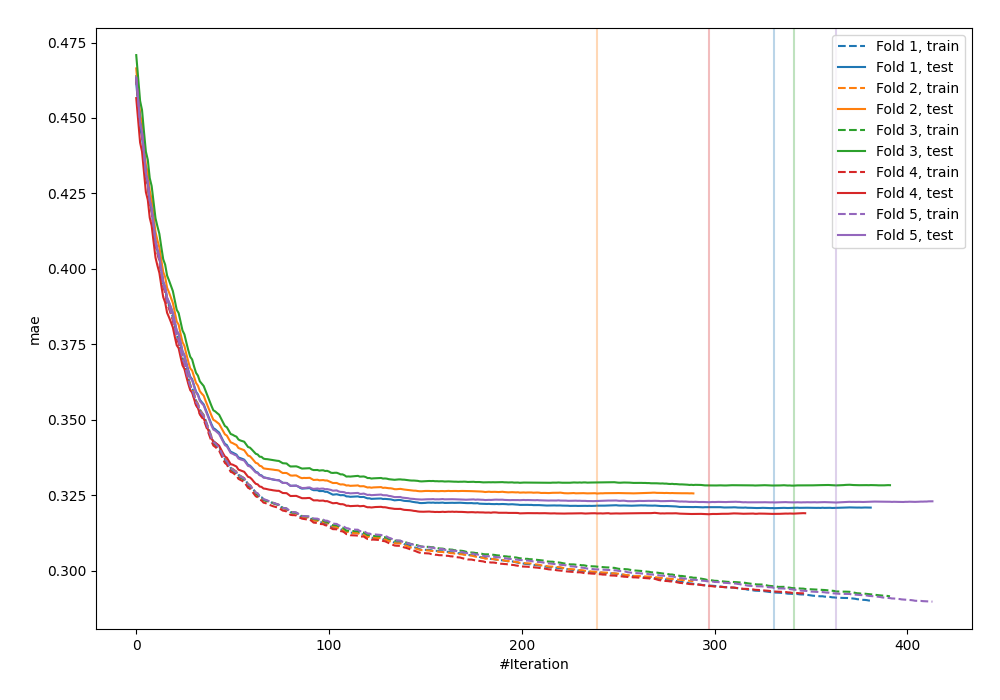 0.475
0.450
0.425
0.400
0.375
0.350
0.325
0.300
mae
0
100
200
300
400
#Iteration
Fold 1, train
Fold 1, test
Fold 2, train
Fold 2, test
Fold 3, train
Fold 3, test
Fold 4, train
Fold 4, test
Fold 5, train
Fold 5, test